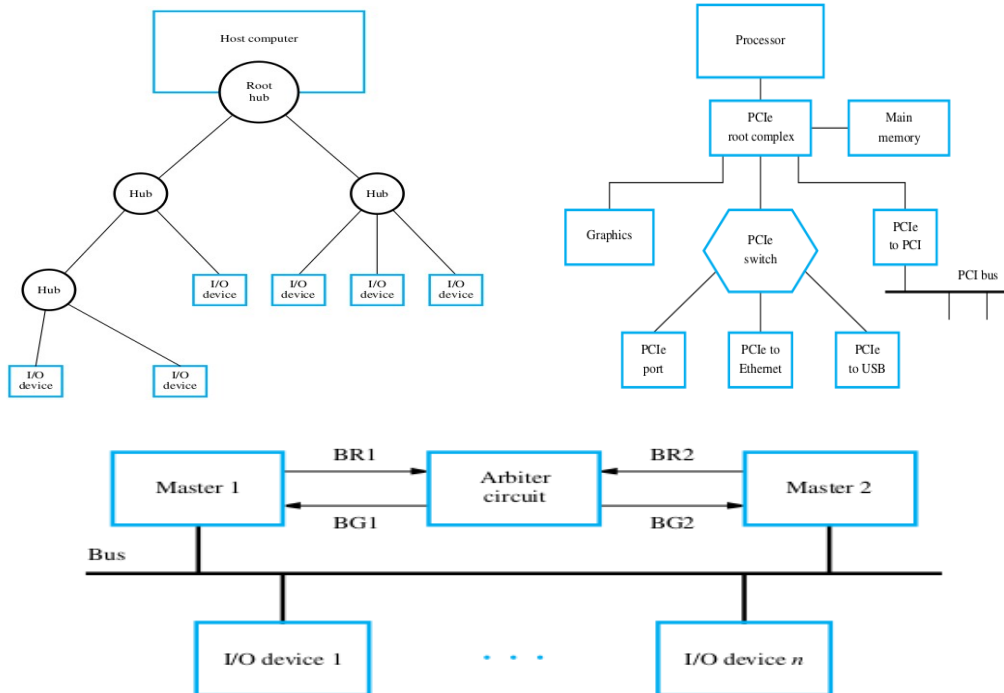 Host computer
Root
hub
Hub
Hub
Hub
I/O
device
I/O
device
I/O
device
I/O
device
I/O
device
I/O
device
Processor
PCIe
root complex
Main
memory
Graphics
PCIe
switch
PCIe
to PCI
PCI bus
PCIe
port
PCIe to
Ethernet
PCIe
to USB
Master 1
BR1
BG1
Arbiter
circuit
BR2
BG2
Master 2
Bus
I/O device 1
. . .
I/O device n